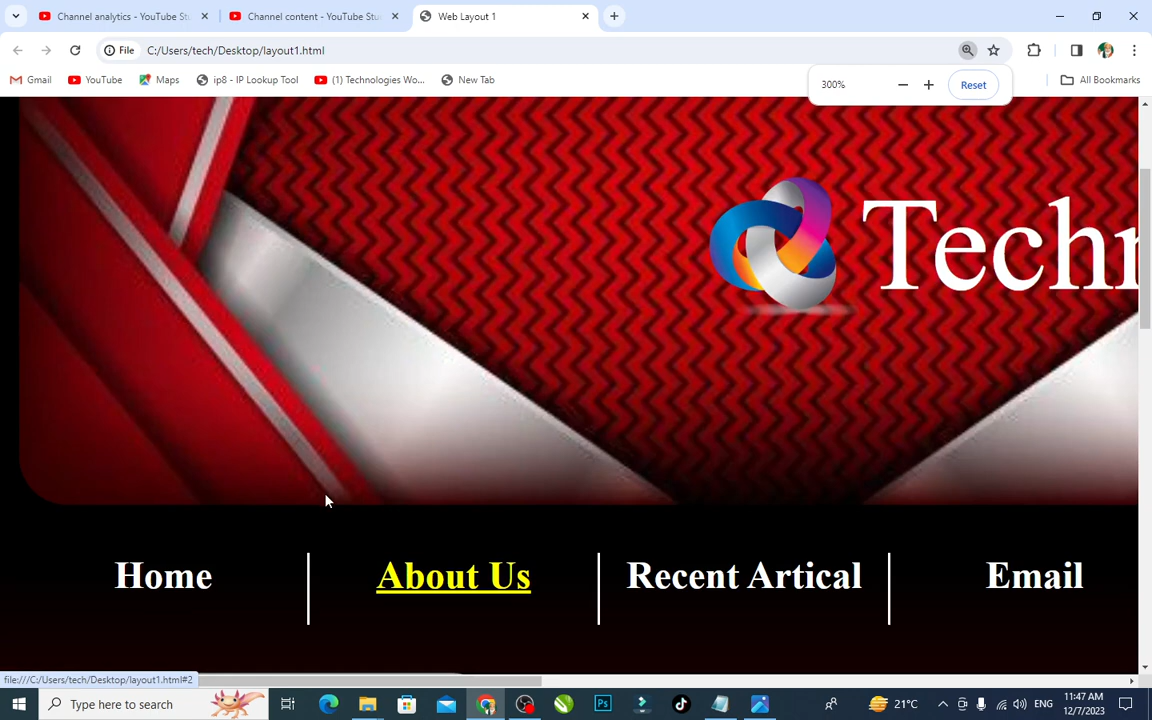 Channel analytics - YouTube Stu
Channel content - YouTube Stu
Web Layout 1
File
C:/Users/tech/Desktop/layout1.html
Gmail
YouTube
Maps
ip8 - IP Lookup Tool
(1) Technologies Wo...
New Tab
All Bookmarks
300%
Reset
Techn
Home
About Us
Recent Artical
Email
file:///C:/Users/tech/Desktop/layout1.html#2
Type here to search
Ps
21°C
ENG
11:47 AM
12/7/2023